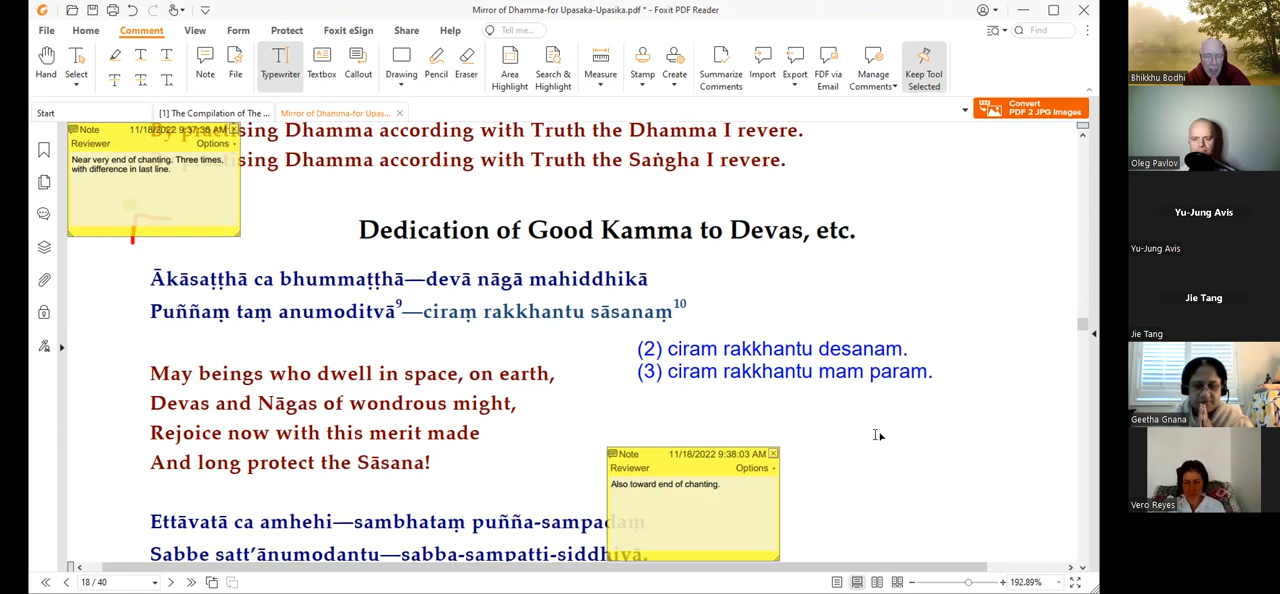 Mirror of Dhamma-for Upasaka-Upasika.pdf * - Foxit PDF Reader
File Home Comment View Form Protect Foxit eSign Share Help Tell me... Find
Hand Select Note File Typewriter Textbox Callout Drawing Pencil Eraser Area Highlight Search & Highlight Measure Stamp Create Summarize Comments Import Export FDF via Email Manage Comments Keep Tool Selected
Start [1] The Compilation of The ... Mirror of Dhamma-for Upas... Convert PDF 2 JPG Images
Note 11/18/2022 9:37:36 AM
Reviewer Options
Near very end of chanting. Three times,
with difference in last line.
By practising Dhamma according with Truth the Dhamma I revere.
according with Truth the Saṅgha I revere.
Dedication of Good Kamma to Devas, etc.
Ākāsaṭṭhā ca bhummaṭṭhā—devā nāgā mahiddhikā
Puññaṃ taṃ anumoditvā⁹—ciraṃ rakkhantu sāsanaṃ¹⁰
(2) ciram rakkhantu desanam.
(3) ciram rakkhantu mam param.
May beings who dwell in space, on earth,
Devas and Nāgas of wondrous might,
Rejoice now with this merit made
And long protect the Sāsana!
Note 11/18/2022 9:38:03 AM
Reviewer Options
Also toward end of chanting.
Ettāvatā ca amhehi—sambhataṃ puñña-sampadaṃ
Sabbe satt'ānumodantu—sabba-sampatti-siddhiyā.
18 / 40
192.89%
Bhikkhu Bodhi
Oleg Pavlov
Yu-Jung Avis
Yu-Jung Avis
Jie Tang
Jie Tang
Geetha Gnana
Vero Reyes